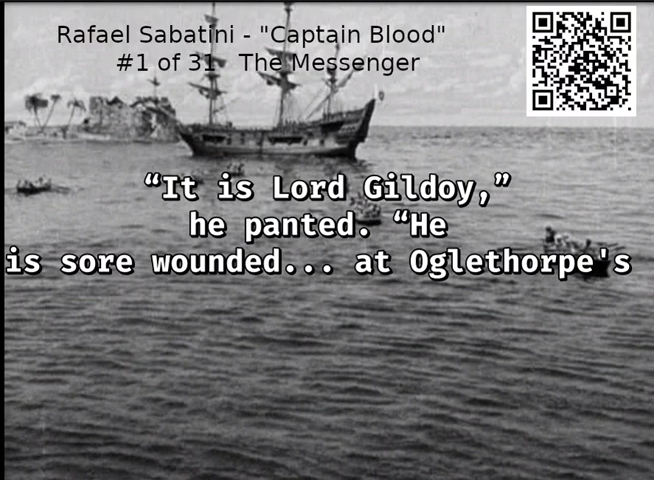 Rafael Sabatini - "Captain Blood"
#1 of 31 The Messenger
“It is Lord Gildoy,”
he panted. “He
is sore wounded... at Oglethorpe's